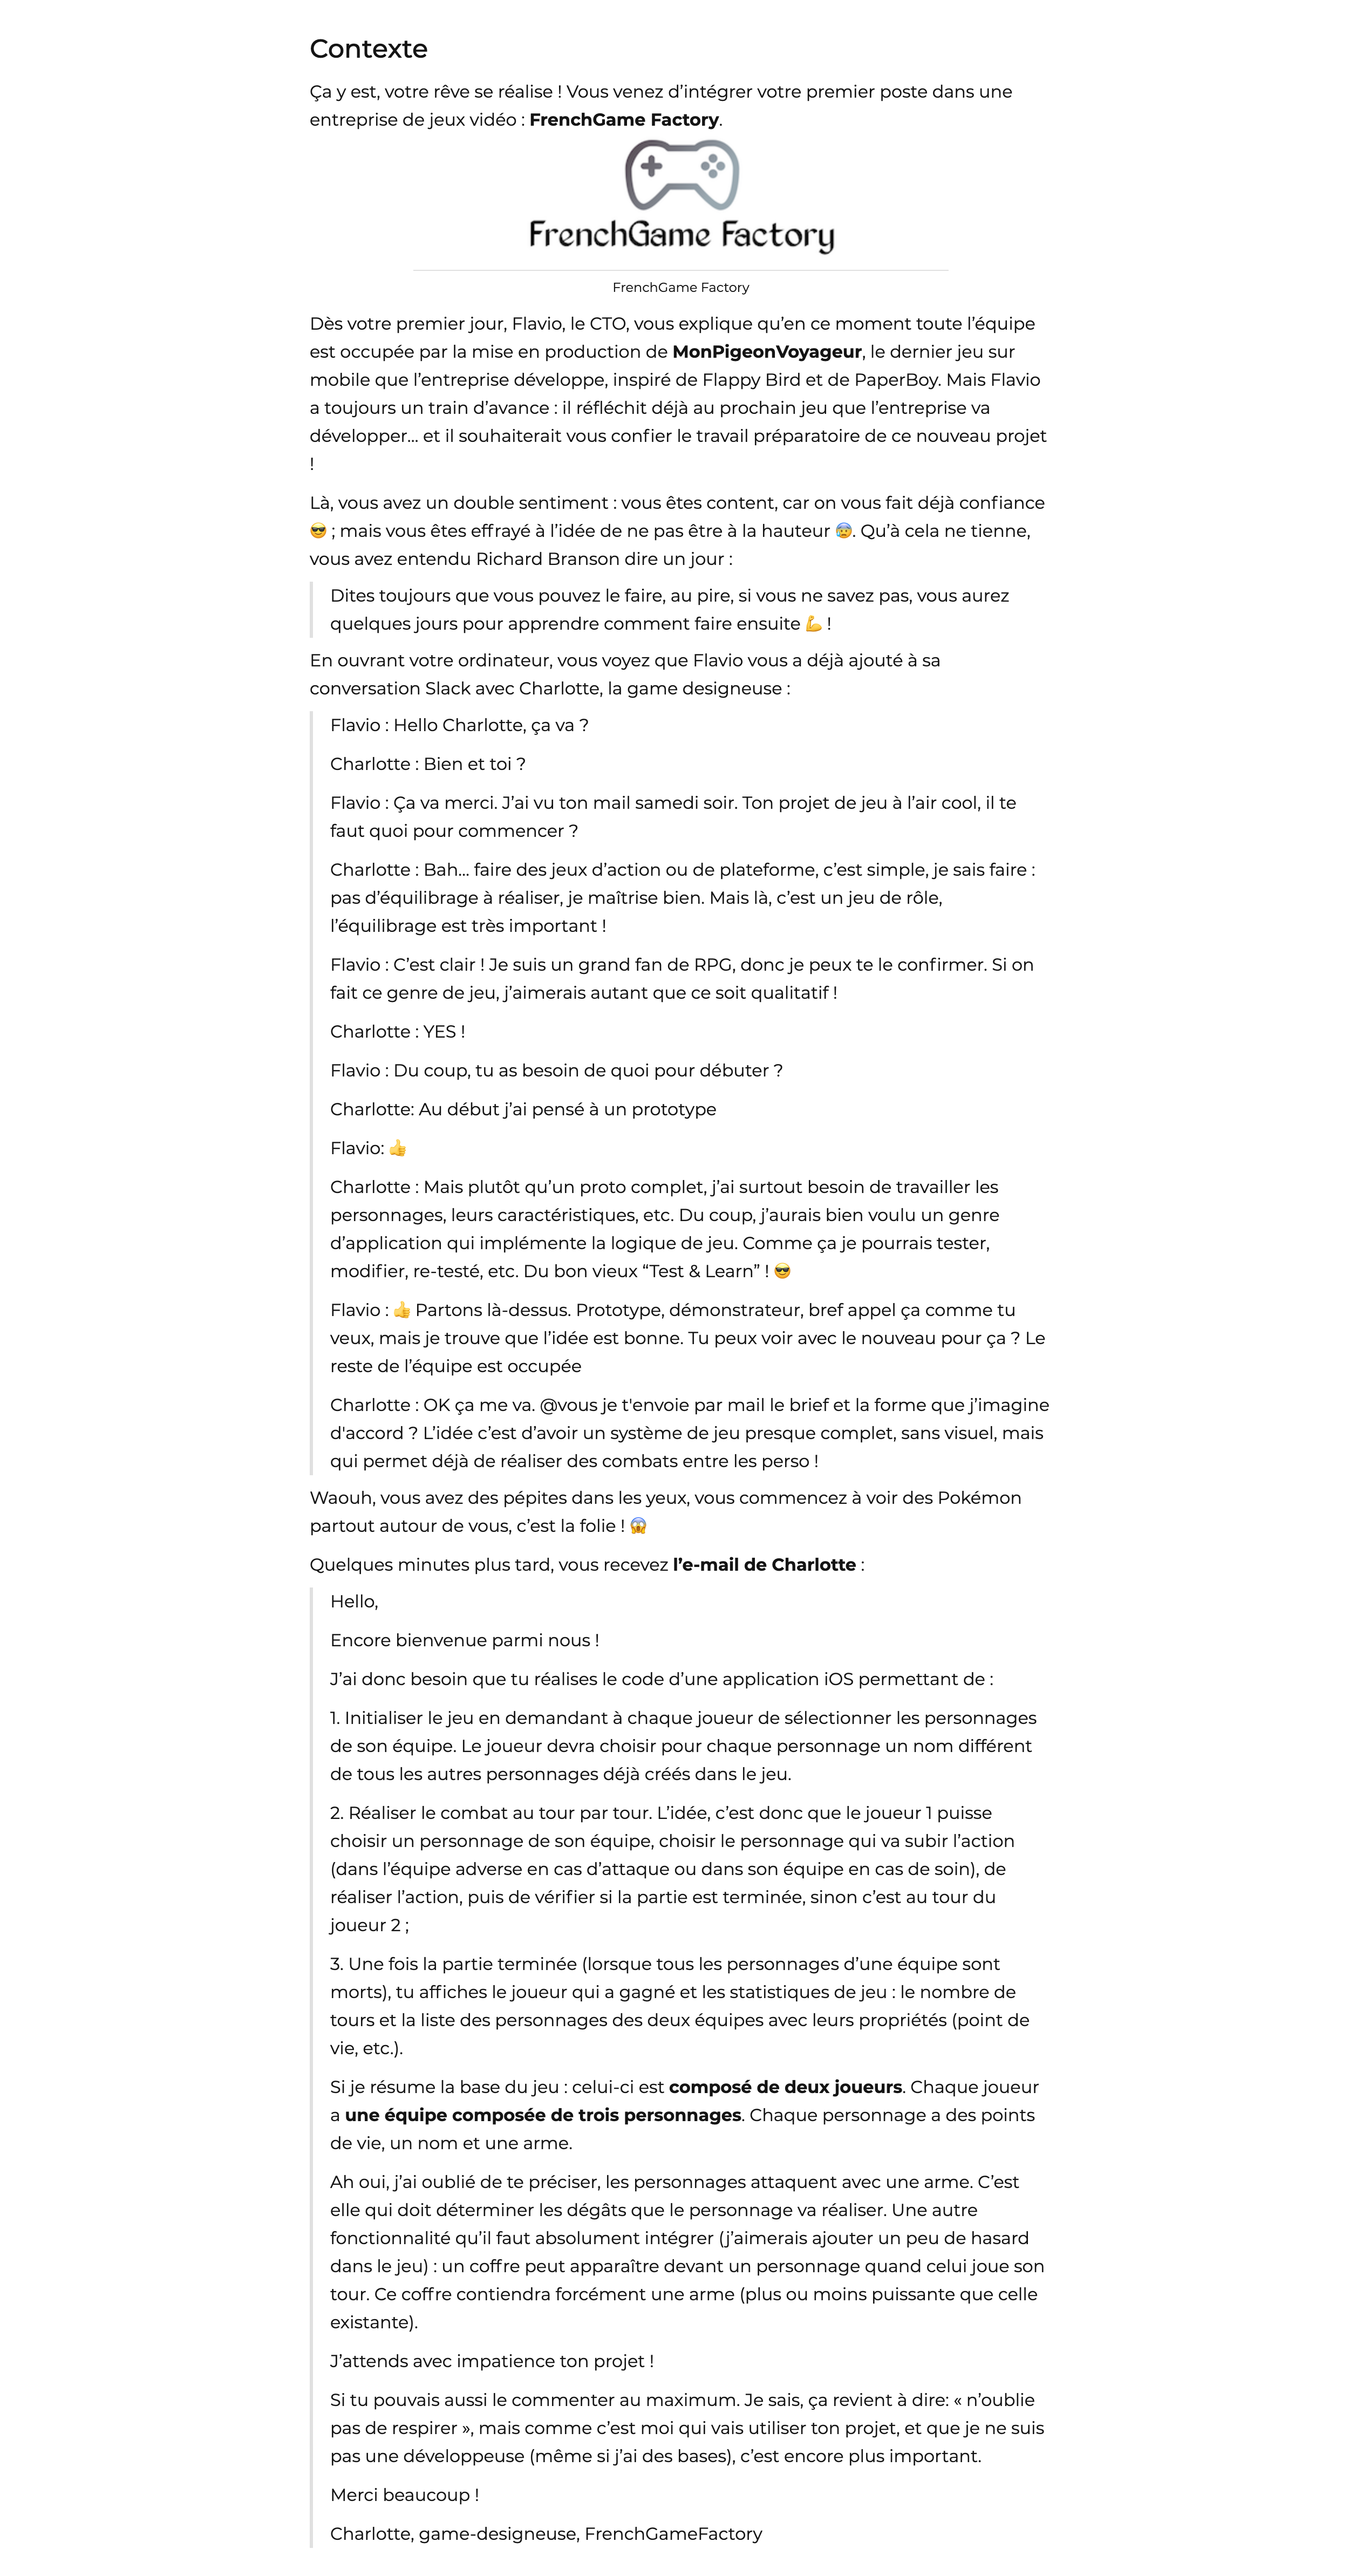 Contexte
Ça y est, votre rêve se réalise ! Vous venez d’intégrer votre premier poste dans une
entreprise de jeux vidéo : FrenchGame Factory.
FrenchGame Factory
FrenchGame Factory
Dès votre premier jour, Flavio, le CTO, vous explique qu’en ce moment toute l’équipe
est occupée par la mise en production de MonPigeonVoyageur, le dernier jeu sur
mobile que l’entreprise développe, inspiré de Flappy Bird et de PaperBoy. Mais Flavio
a toujours un train d’avance : il réfléchit déjà au prochain jeu que l’entreprise va
développer... et il souhaiterait vous confier le travail préparatoire de ce nouveau projet
!
Là, vous avez un double sentiment : vous êtes content, car on vous fait déjà confiance
😎 ; mais vous êtes effrayé à l’idée de ne pas être à la hauteur 😰. Qu’à cela ne tienne,
vous avez entendu Richard Branson dire un jour :
Dites toujours que vous pouvez le faire, au pire, si vous ne savez pas, vous aurez
quelques jours pour apprendre comment faire ensuite 💪 !
En ouvrant votre ordinateur, vous voyez que Flavio vous a déjà ajouté à sa
conversation Slack avec Charlotte, la game designeuse :
Flavio : Hello Charlotte, ça va ?
Charlotte : Bien et toi ?
Flavio : Ça va merci. J’ai vu ton mail samedi soir. Ton projet de jeu à l’air cool, il te
faut quoi pour commencer ?
Charlotte : Bah... faire des jeux d’action ou de plateforme, c’est simple, je sais faire :
pas d’équilibrage à réaliser, je maîtrise bien. Mais là, c’est un jeu de rôle,
l’équilibrage est très important !
Flavio : C’est clair ! Je suis un grand fan de RPG, donc je peux te le confirmer. Si on
fait ce genre de jeu, j’aimerais autant que ce soit qualitatif !
Charlotte : YES !
Flavio : Du coup, tu as besoin de quoi pour débuter ?
Charlotte: Au début j’ai pensé à un prototype
Flavio: 👍
Charlotte : Mais plutôt qu’un proto complet, j’ai surtout besoin de travailler les
personnages, leurs caractéristiques, etc. Du coup, j’aurais bien voulu un genre
d’application qui implémente la logique de jeu. Comme ça je pourrais tester,
modifier, re-testé, etc. Du bon vieux “Test & Learn” ! 😎
Flavio : 👍 Partons là-dessus. Prototype, démonstrateur, bref appel ça comme tu
veux, mais je trouve que l’idée est bonne. Tu peux voir avec le nouveau pour ça ? Le
reste de l’équipe est occupée
Charlotte : OK ça me va. @vous je t'envoie par mail le brief et la forme que j’imagine
d'accord ? L’idée c’est d’avoir un système de jeu presque complet, sans visuel, mais
qui permet déjà de réaliser des combats entre les perso !
Waouh, vous avez des pépites dans les yeux, vous commencez à voir des Pokémon
partout autour de vous, c’est la folie ! 😱
Quelques minutes plus tard, vous recevez l’e-mail de Charlotte :
Hello,
Encore bienvenue parmi nous !
J’ai donc besoin que tu réalises le code d’une application iOS permettant de :
1. Initialiser le jeu en demandant à chaque joueur de sélectionner les personnages
de son équipe. Le joueur devra choisir pour chaque personnage un nom différent
de tous les autres personnages déjà créés dans le jeu.
2. Réaliser le combat au tour par tour. L’idée, c’est donc que le joueur 1 puisse
choisir un personnage de son équipe, choisir le personnage qui va subir l’action
(dans l’équipe adverse en cas d’attaque ou dans son équipe en cas de soin), de
réaliser l’action, puis de vérifier si la partie est terminée, sinon c’est au tour du
joueur 2 ;
3. Une fois la partie terminée (lorsque tous les personnages d’une équipe sont
morts), tu affiches le joueur qui a gagné et les statistiques de jeu : le nombre de
tours et la liste des personnages des deux équipes avec leurs propriétés (point de
vie, etc.).
Si je résume la base du jeu : celui-ci est composé de deux joueurs. Chaque joueur
a une équipe composée de trois personnages. Chaque personnage a des points
de vie, un nom et une arme.
Ah oui, j’ai oublié de te préciser, les personnages attaquent avec une arme. C’est
elle qui doit déterminer les dégâts que le personnage va réaliser. Une autre
fonctionnalité qu’il faut absolument intégrer (j’aimerais ajouter un peu de hasard
dans le jeu) : un coffre peut apparaître devant un personnage quand celui joue son
tour. Ce coffre contiendra forcément une arme (plus ou moins puissante que celle
existante).
J’attends avec impatience ton projet !
Si tu pouvais aussi le commenter au maximum. Je sais, ça revient à dire: « n’oublie
pas de respirer », mais comme c’est moi qui vais utiliser ton projet, et que je ne suis
pas une développeuse (même si j’ai des bases), c’est encore plus important.
Merci beaucoup !
Charlotte, game-designeuse, FrenchGameFactory